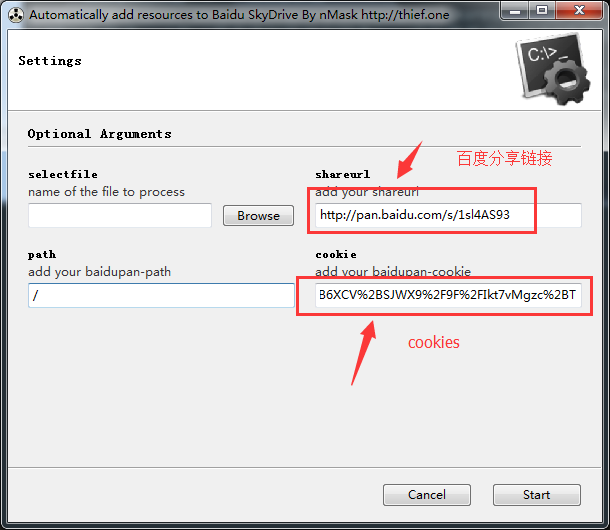 Automatically add resources to Baidu SkyDrive By nMask http://thief.one
Settings
C:\>_
Optional Arguments
百度分享链接
selectfile
shareurl
name of the file to process
add your shareurl
Browse
http://pan.baidu.com/s/1sl4AS93
path
cookie
add your baidupan-path
add your baidupan-cookie
/
B6XCV%2BSJWX9%2F9F%2FIkt7vMgzc%2BT
cookies
Cancel
Start